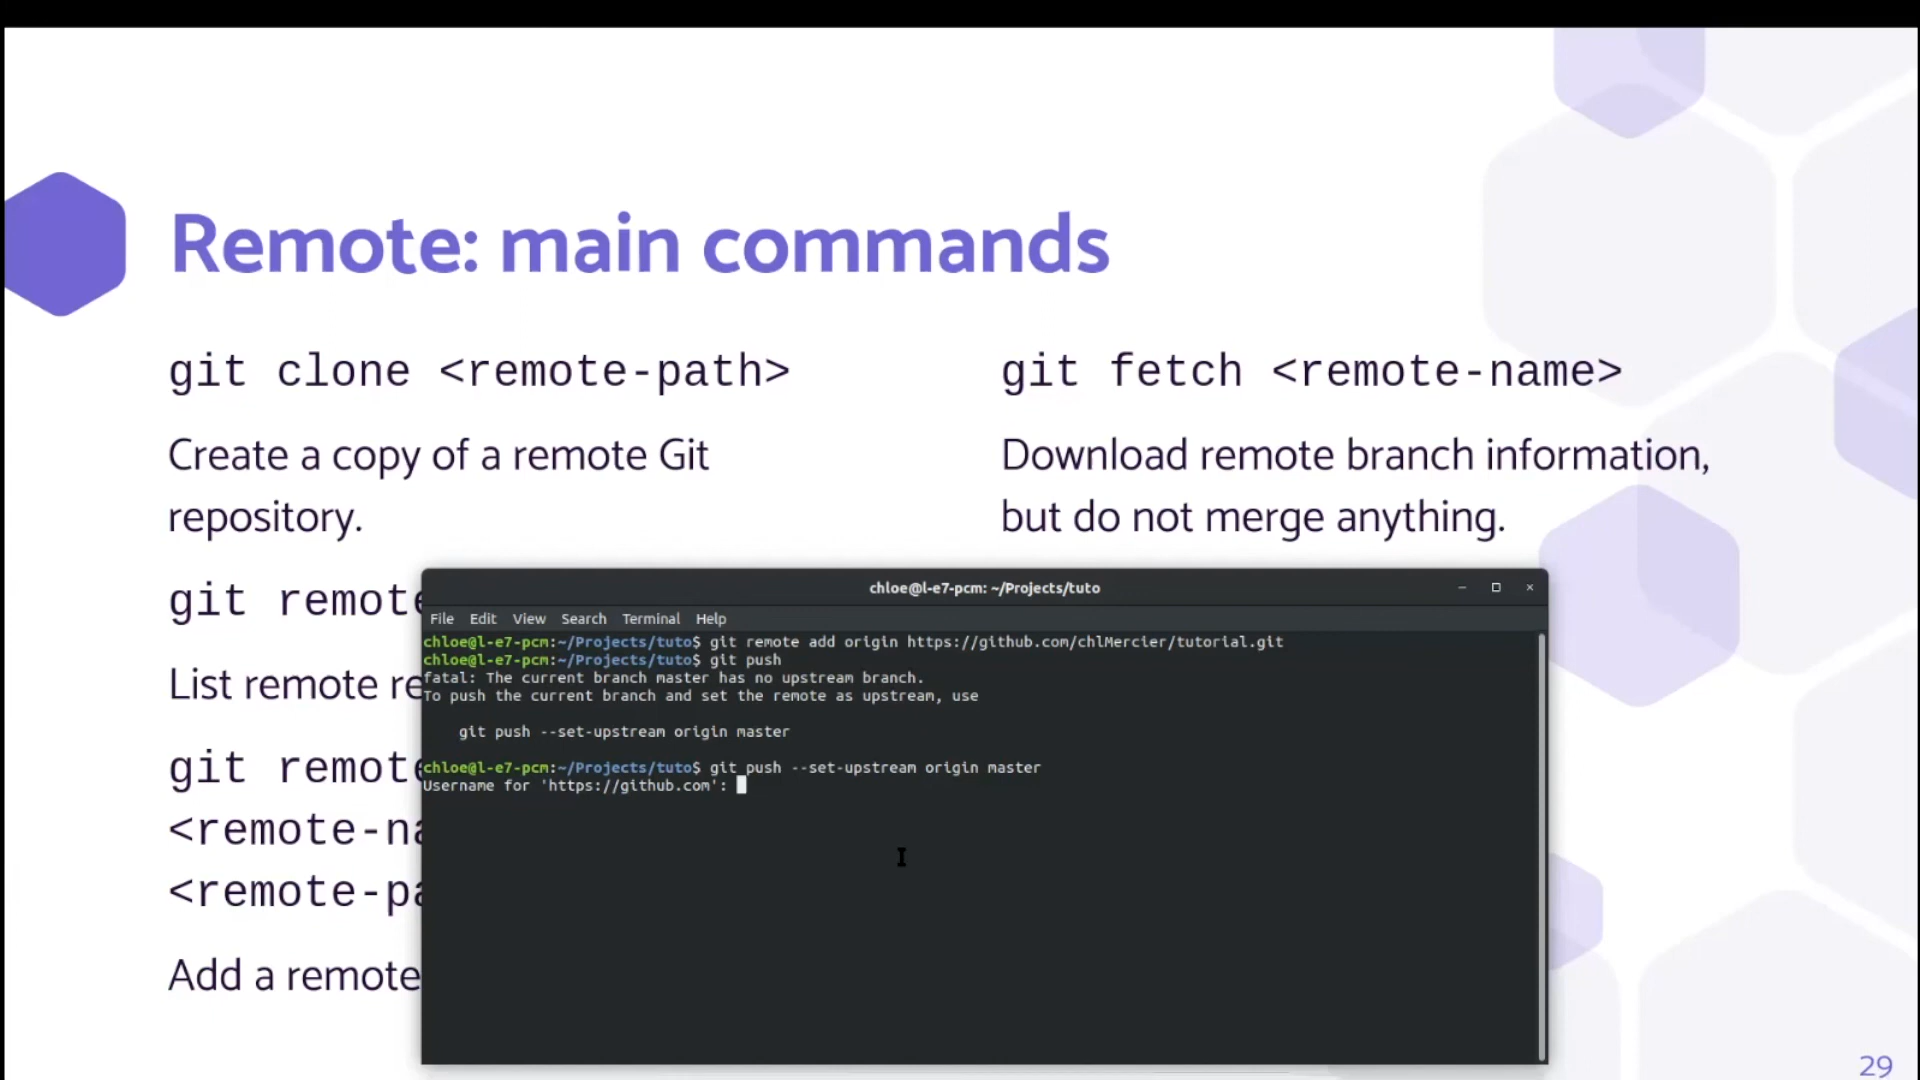 Remote: main commands
git clone <remote-path>
Create a copy of a remote Git
repository.
git remote
List remote re
git remote
<remote-na
<remote-pa
Add a remote
git fetch <remote-name>
Download remote branch information,
but do not merge anything.
chloe@l-e7-pcm: ~/Projects/tuto
File Edit View Search Terminal Help
chloe@l-e7-pcm:~/Projects/tuto$ git remote add origin https://github.com/chlMercier/tutorial.git
chloe@l-e7-pcm:~/Projects/tuto$ git push
fatal: The current branch master has no upstream branch.
To push the current branch and set the remote as upstream, use
git push --set-upstream origin master
chloe@l-e7-pcm:~/Projects/tuto$ git push --set-upstream origin master
Username for 'https://github.com':
29